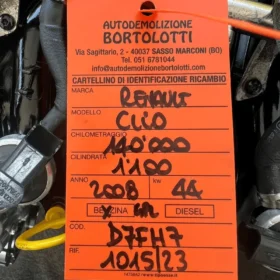 AUTODEMOLIZIONE
BORTOLOTTI
Via Sagittario, 2 - 40037 SASSO MARCONI (BO)
Tel. 051 6781044
info@autodemolizionebortolotti.com
CARTELLINO DI IDENTIFICAZIONE RICAMBIO
MARCA RENAULT
MODELLO CLIO
CHILOMETRAGGIO 140'000
CILINDRATA 1'100
ANNO 2008 KW 44
BENZINA GPL DIESEL
COD. D7FH7
RIF. 1015/23